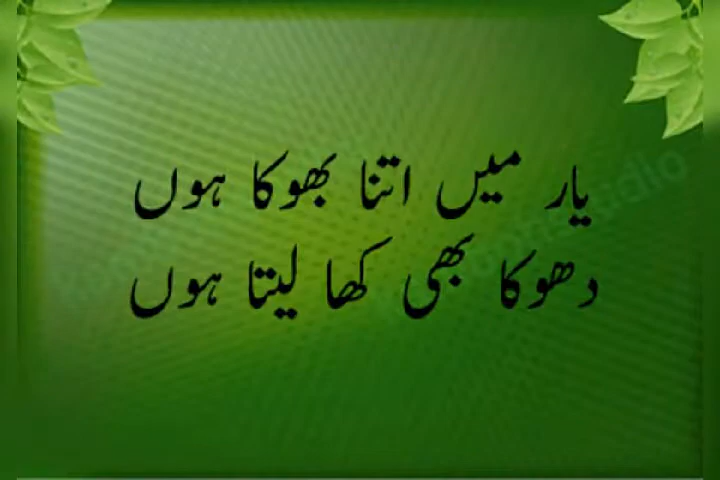 یار میں اتنا بھوکا ہوں
دھوکا بھی کھا لیتا ہوں